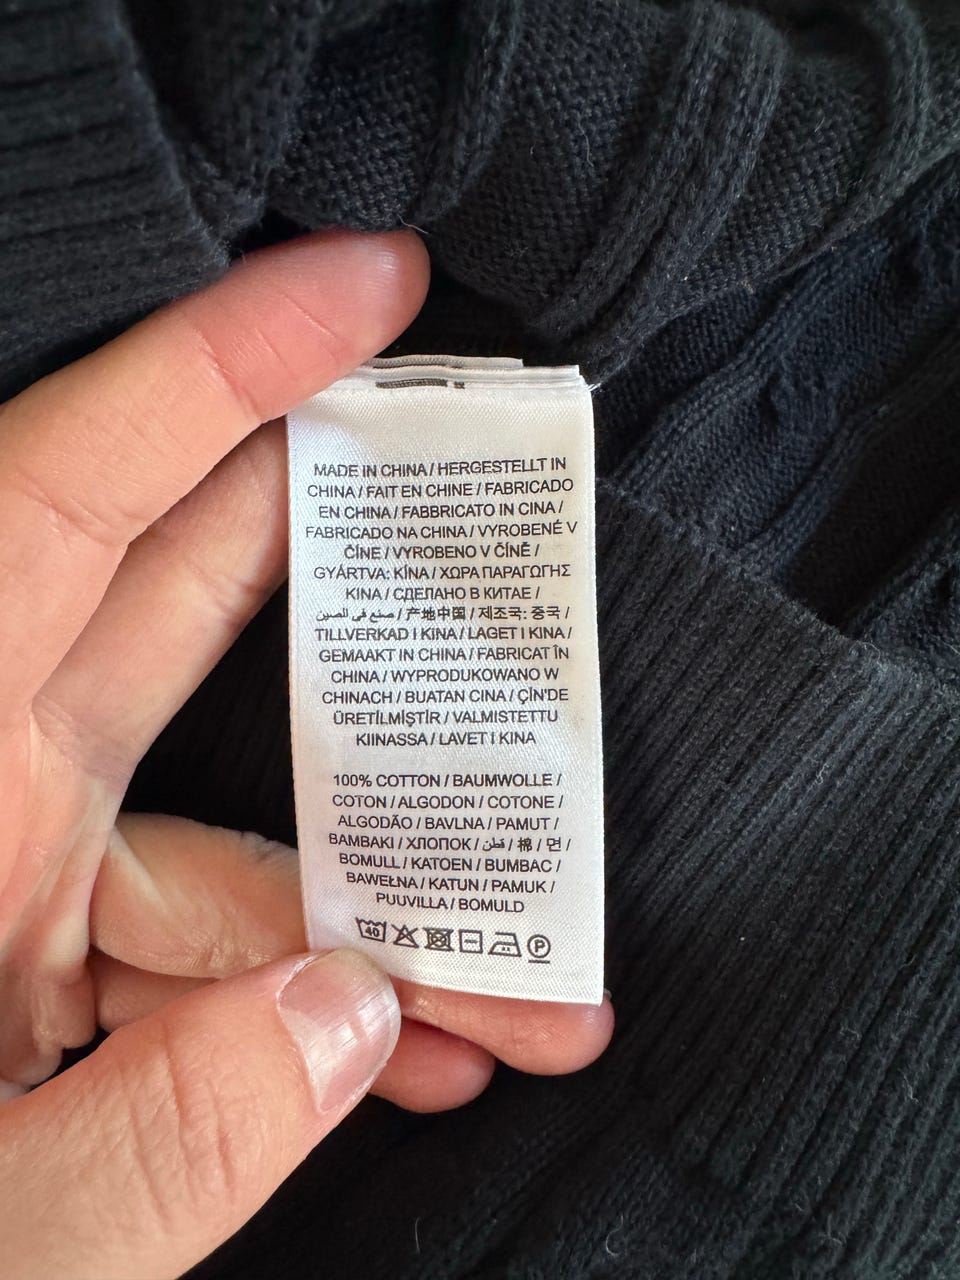 MADE IN CHINA / HERGESTELLT IN
CHINA / FAIT EN CHINE / FABRICADO
EN CHINA / FABBRICATO IN CINA /
FABRICADO NA CHINA / VYROBENÉ V
ČÍNE / VYROBENO V ČÍNĚ /
GYÁRTVA: KÍNA / ΧΩΡΑ ΠΑΡΑΓΩΓΗΣ
ΚΙΝΑ / СДЕЛАНО В КИТАЕ /
صنع في الصين / 产地中国 / 제조국: 중국 /
TILLVERKAD I KINA / LAGET I KINA /
GEMAAKT IN CHINA / FABRICAT ÎN
CHINA / WYPRODUKOWANO W
CHINACH / BUATAN CINA / ÇİN'DE
ÜRETİLMİŞTİR / VALMISTETTU
KIINASSA / LAVET I KINA
100% COTTON / BAUMWOLLE /
COTON / ALGODON / COTONE /
ALGODÃO / BAVLNA / PAMUT /
ΒΑΜΒΑΚΙ / ХЛОПОК / قطن / 棉 / 면 /
BOMULL / KATOEN / BUMBAC /
BAWEŁNA / KATUN / PAMUK /
PUUVILLA / BOMULD
40 P